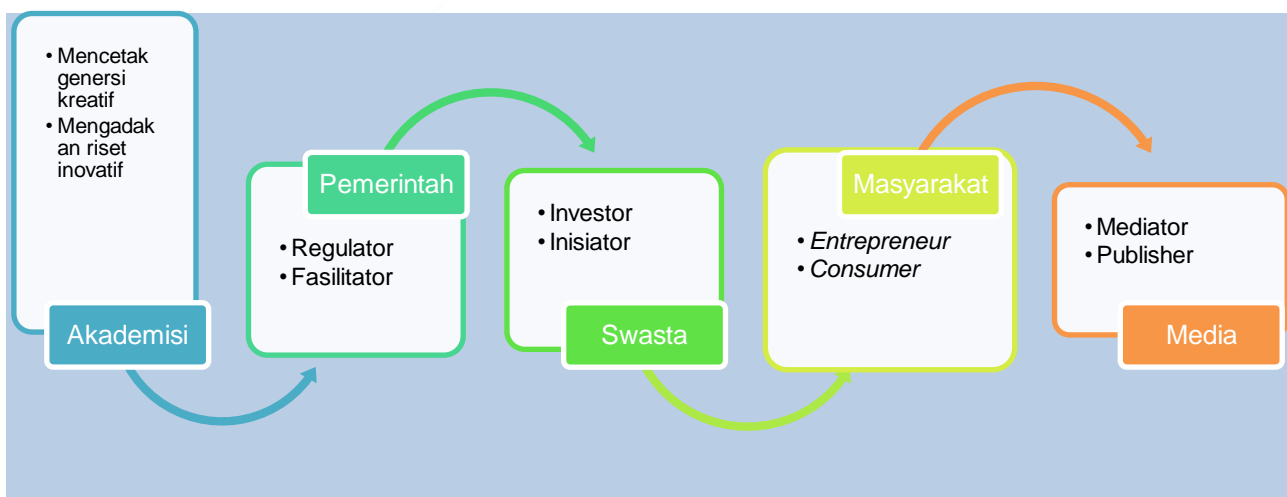 • Mencetak
genersi
kreatif
• Mengadak
an riset
inovatif
Akademisi
Pemerintah
• Regulator
• Fasilitator
• Investor
• Inisiator
Swasta
Masyarakat
• Entrepreneur
• Consumer
• Mediator
• Publisher
Media